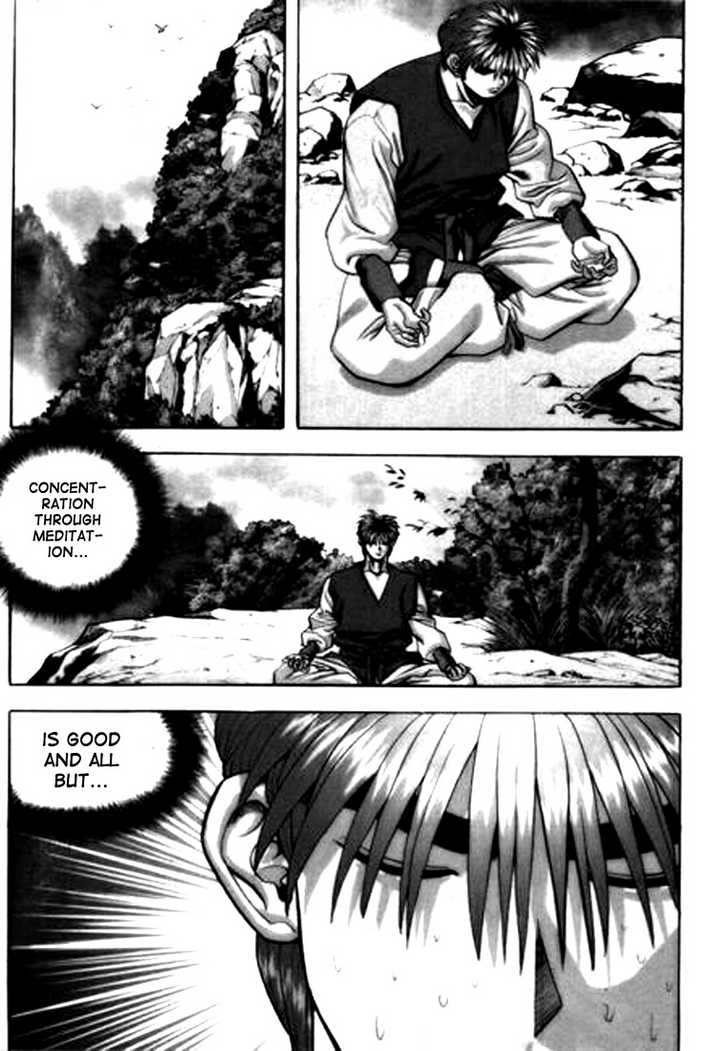 CONCENT-
RATION
THROUGH
MEDITAT-
ION...
IS GOOD
AND ALL
BUT...